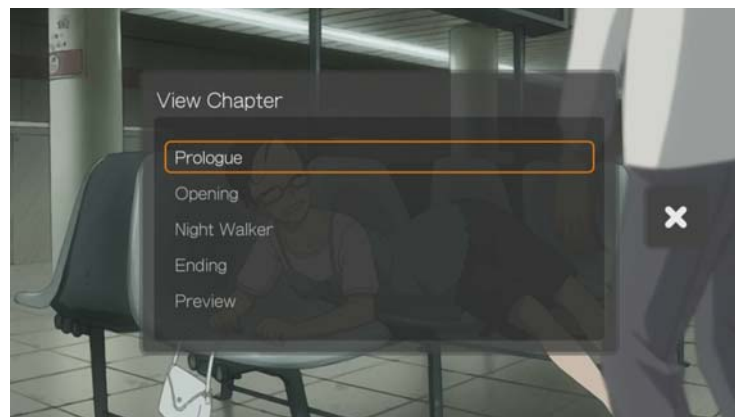 View Chapter
Prologue
Opening
Night Walker
Ending
Preview